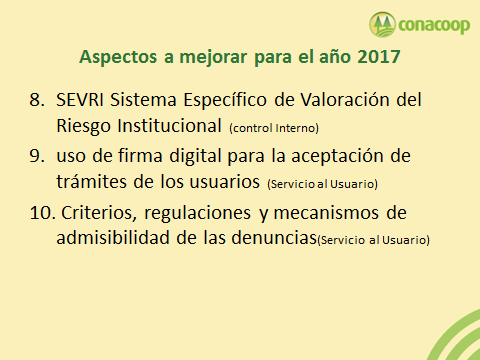 conacoop
Aspectos a mejorar para el año 2017
8. SEVRI Sistema Específico de Valoración del
Riesgo Institucional (control Interno)
9. uso de firma digital para la aceptación de
trámites de los usuarios (Servicio al Usuario)
10. Criterios, regulaciones y mecanismos de
admisibilidad de las denuncias(Servicio al Usuario)